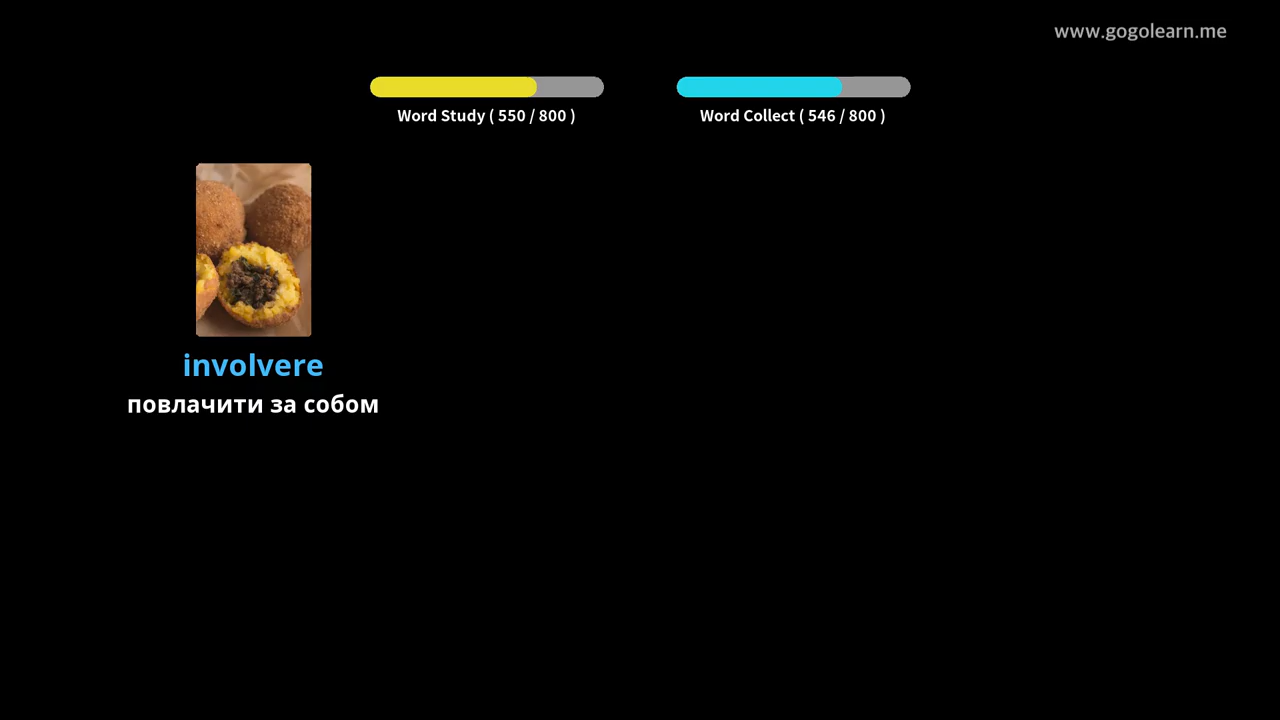 www.gogolearn.me
Word Study ( 550 / 800 )
Word Collect ( 546 / 800 )
involvere
повлачити за собом